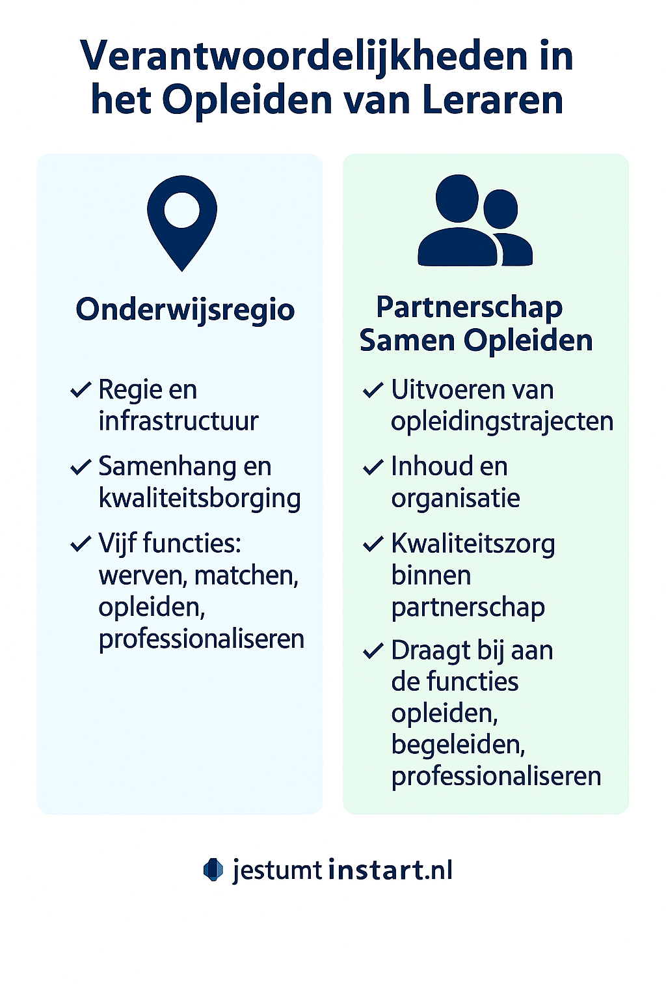 Verantwoordelijkheden in
het Opleiden van Leraren
Onderwijsregio
Regie en
infrastructuur
Samenhang en
kwaliteitsborging
Vijf functies:
werven, matchen,
opleiden,
professionaliseren
Partnerschap
Samen Opleiden
Uitvoeren van
opleidingstrajecten
Inhoud en
organisatie
Kwaliteitszorg
binnen
partnerschap
Draagt bij aan
de functies
opleiden,
begeleiden,
professionaliseren
jestumtinstart.nl